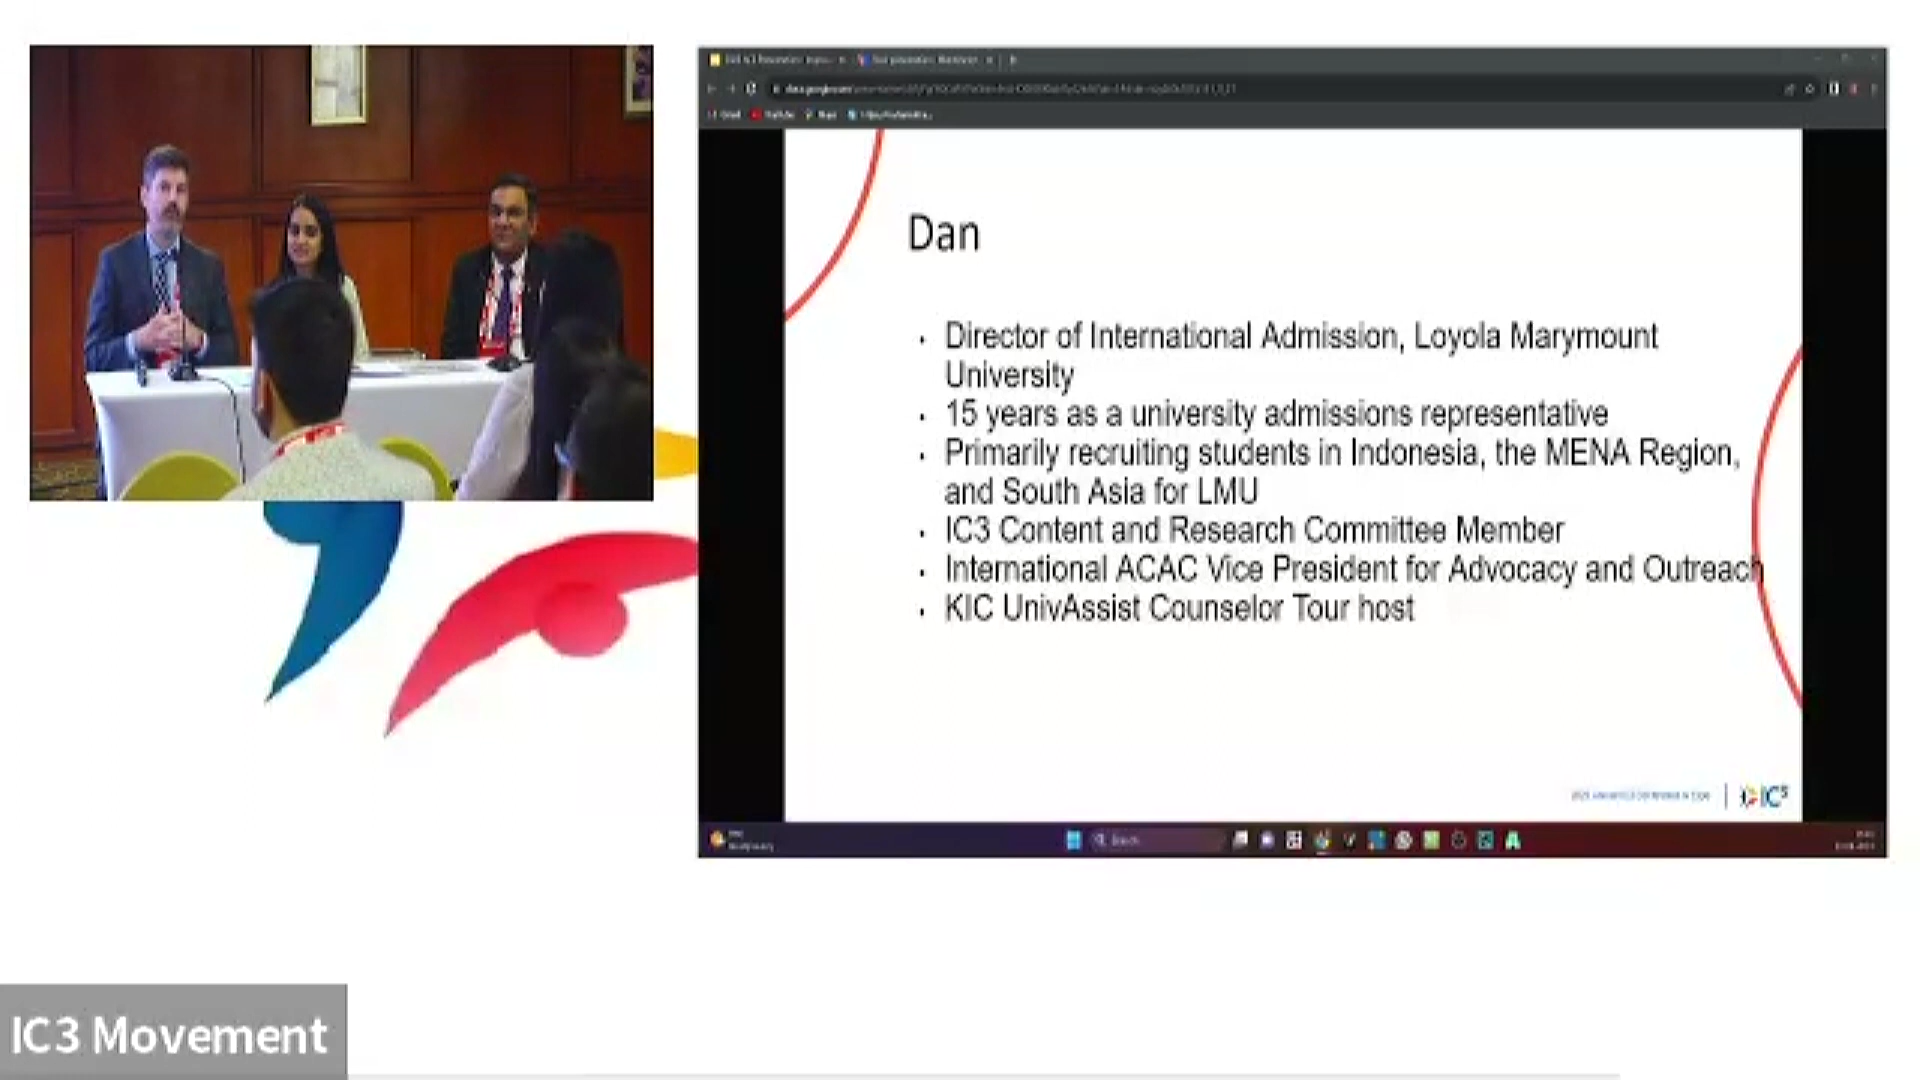 Dan
Director of International Admission, Loyola Marymount
University
15 years as a university admissions representative
Primarily recruiting students in Indonesia, the MENA Region,
and South Asia for LMU
IC3 Content and Research Committee Member
International ACAC Vice President for Advocacy and Outreach
KIC UnivAssist Counselor Tour host
IC3
Search
IC3 Movement